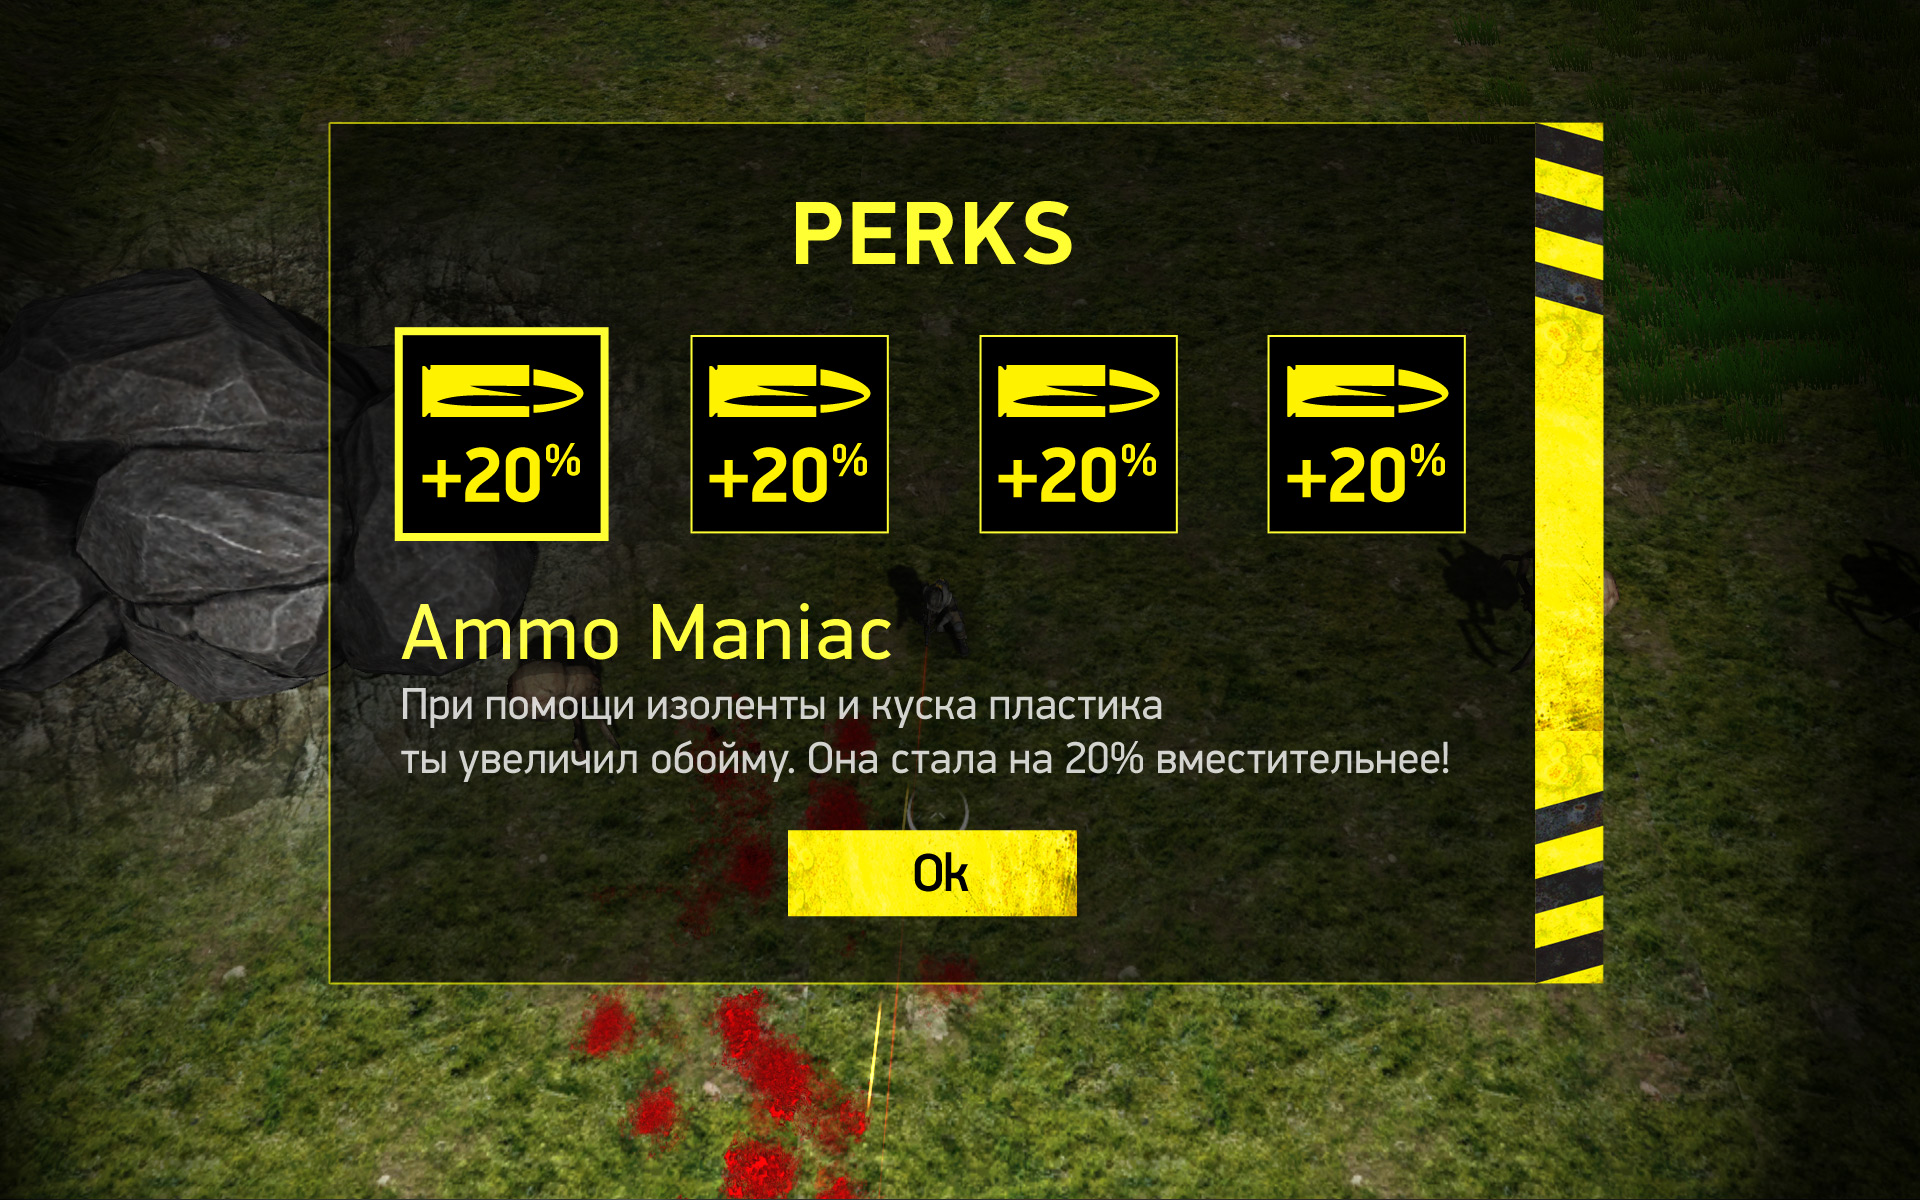 PERKS
+20% +20% +20% +20%
Ammo Maniac
При помощи изоленты и куска пластика
ты увеличил обойму. Она стала на 20% вместительнее!
Ok